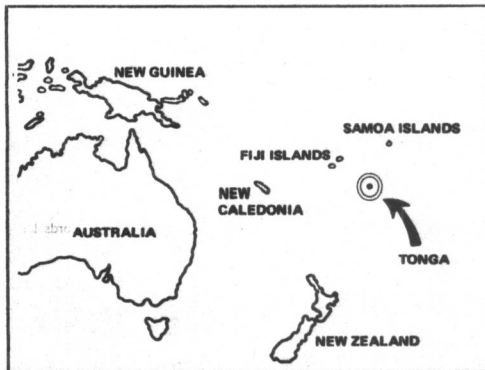 NEW GUINEA
SAMOA ISLANDS
FIJI ISLANDS
NEW
CALEDONIA
AUSTRALIA
TONGA
NEW ZEALAND